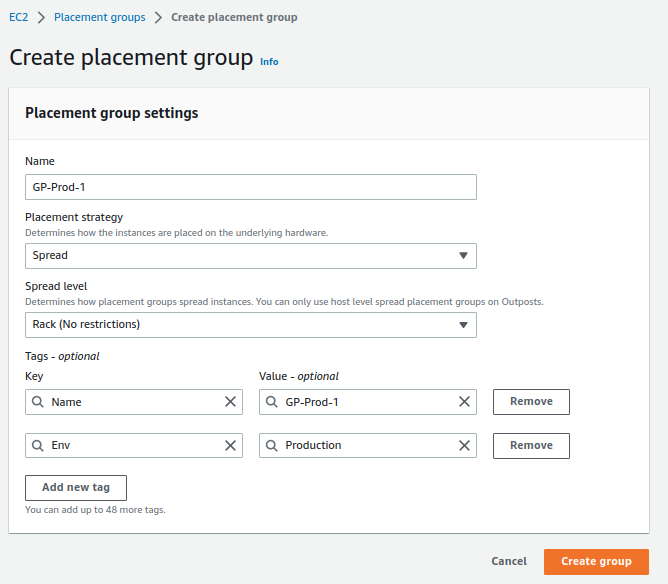 EC2 > Placement groups > Create placement group
Create placement group Info
Placement group settings
Name
GP-Prod-1
Placement strategy
Determines how the instances are placed on the underlying hardware.
Spread
Spread level
Determines how placement groups spread instances. You can only use host level spread placement groups on Outposts.
Rack (No restrictions)
Tags - optional
Key Value - optional
Name GP-Prod-1 Remove
Env Production Remove
Add new tag
You can add up to 48 more tags.
Cancel Create group